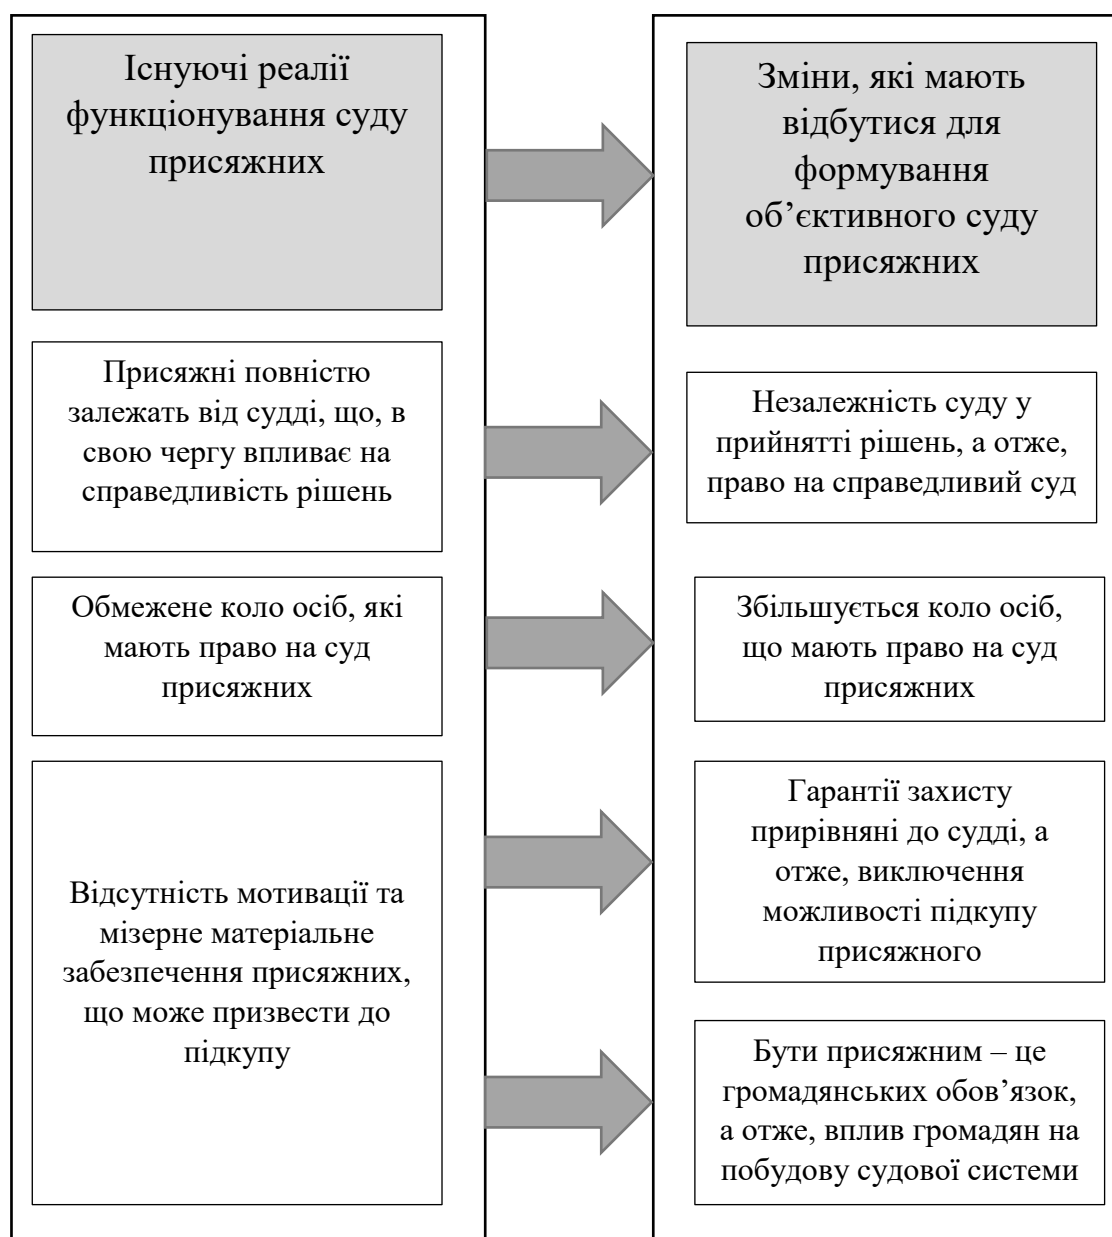 Існуючі реалії
функціонування суду
присяжних
Зміни, які мають
відбутися для
формування
об’єктивного суду
присяжних
Присяжні повністю
залежать від судді, що, в
свою чергу впливає на
справедливість рішень
Незалежність суду у
прийнятті рішень, а отже,
право на справедливий суд
Обмежене коло осіб, які
мають право на суд
присяжних
Збільшується коло осіб,
що мають право на суд
присяжних
Відсутність мотивації та
мізерне матеріальне
забезпечення присяжних,
що може призвести до
підкупу
Гарантії захисту
прирівняні до судді, а
отже, виключення
можливості підкупу
присяжного
Бути присяжним – це
громадянських обов’язок,
а отже, вплив громадян на
побудову судової системи